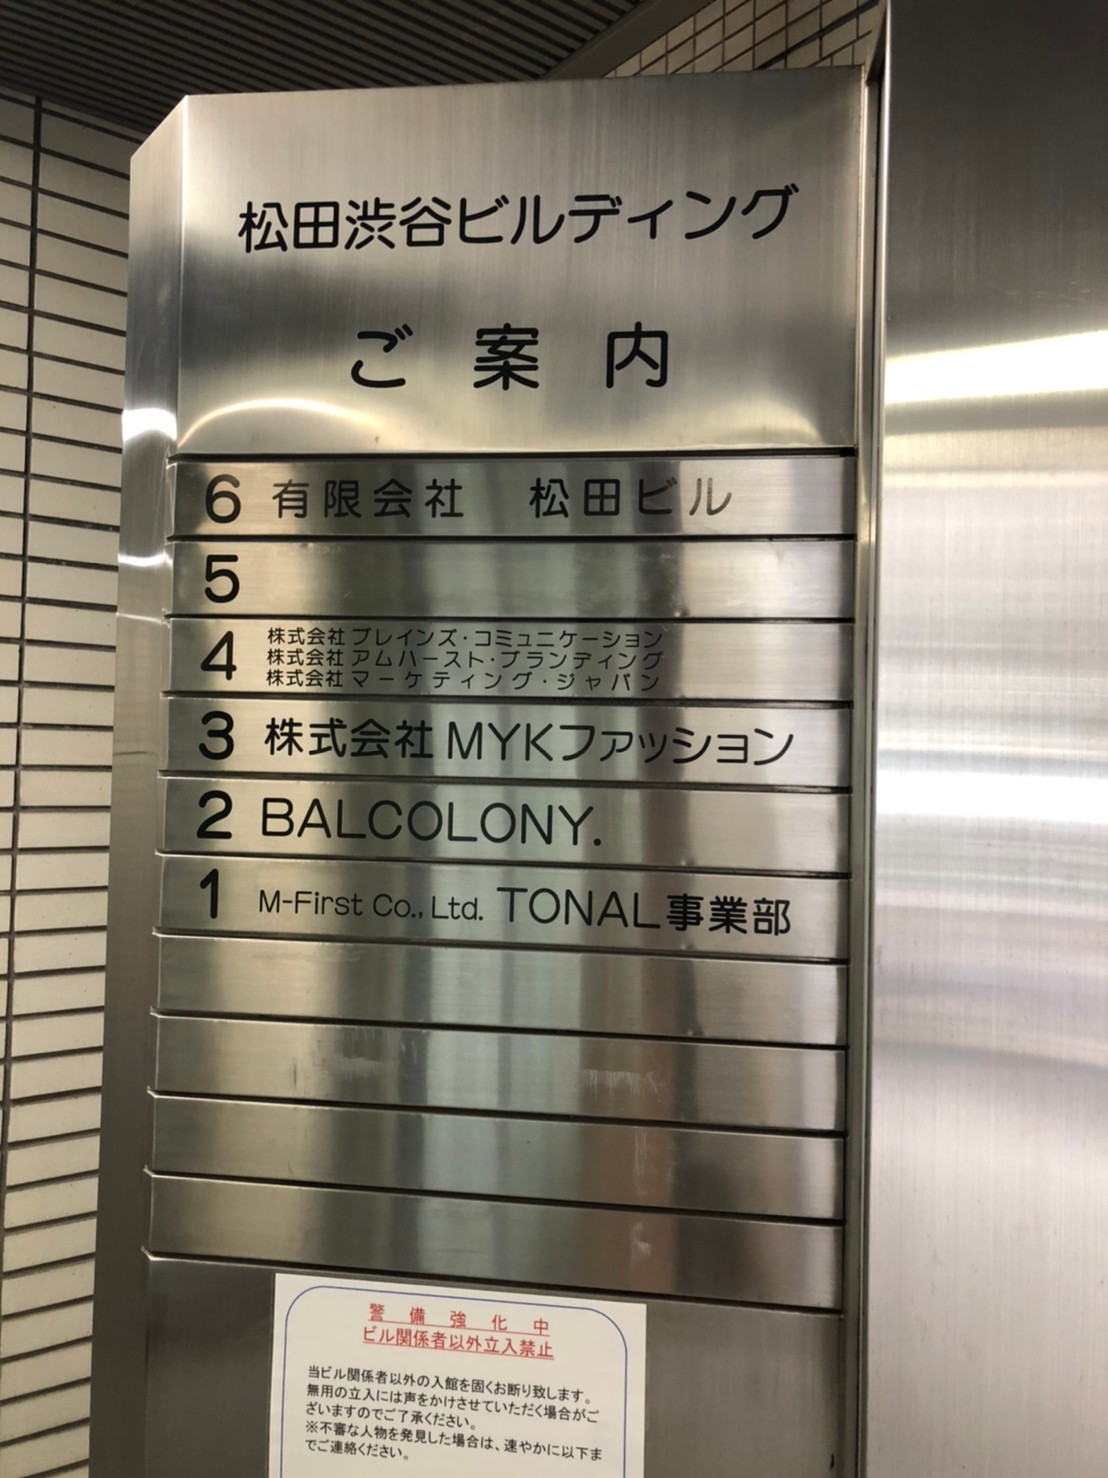 松田渋谷ビルディング
ご案内
6 有限会社 松田ビル
5
4 株式会社 ブレインズ・コミュニケーション
株式会社 アムハースト・ブランディング
株式会社 マーケティング・ジャパン
3 株式会社 MYKファッション
2 BALCOLONY.
1 M-First Co., Ltd. TONAL事業部
警備強化中
ビル関係者以外立入禁止
当ビル関係者以外の入館を固くお断り致します。
無用の立入には声をかけさせていただく場合がご
ざいますのでご了承ください。
※不審な人物を発見した場合は、速やかに以下ま
でご連絡ください。